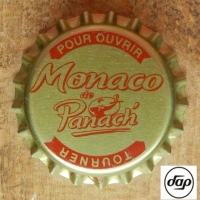 POUR OUVRIR
Monaco
de
Panach'
TOURNER
dap